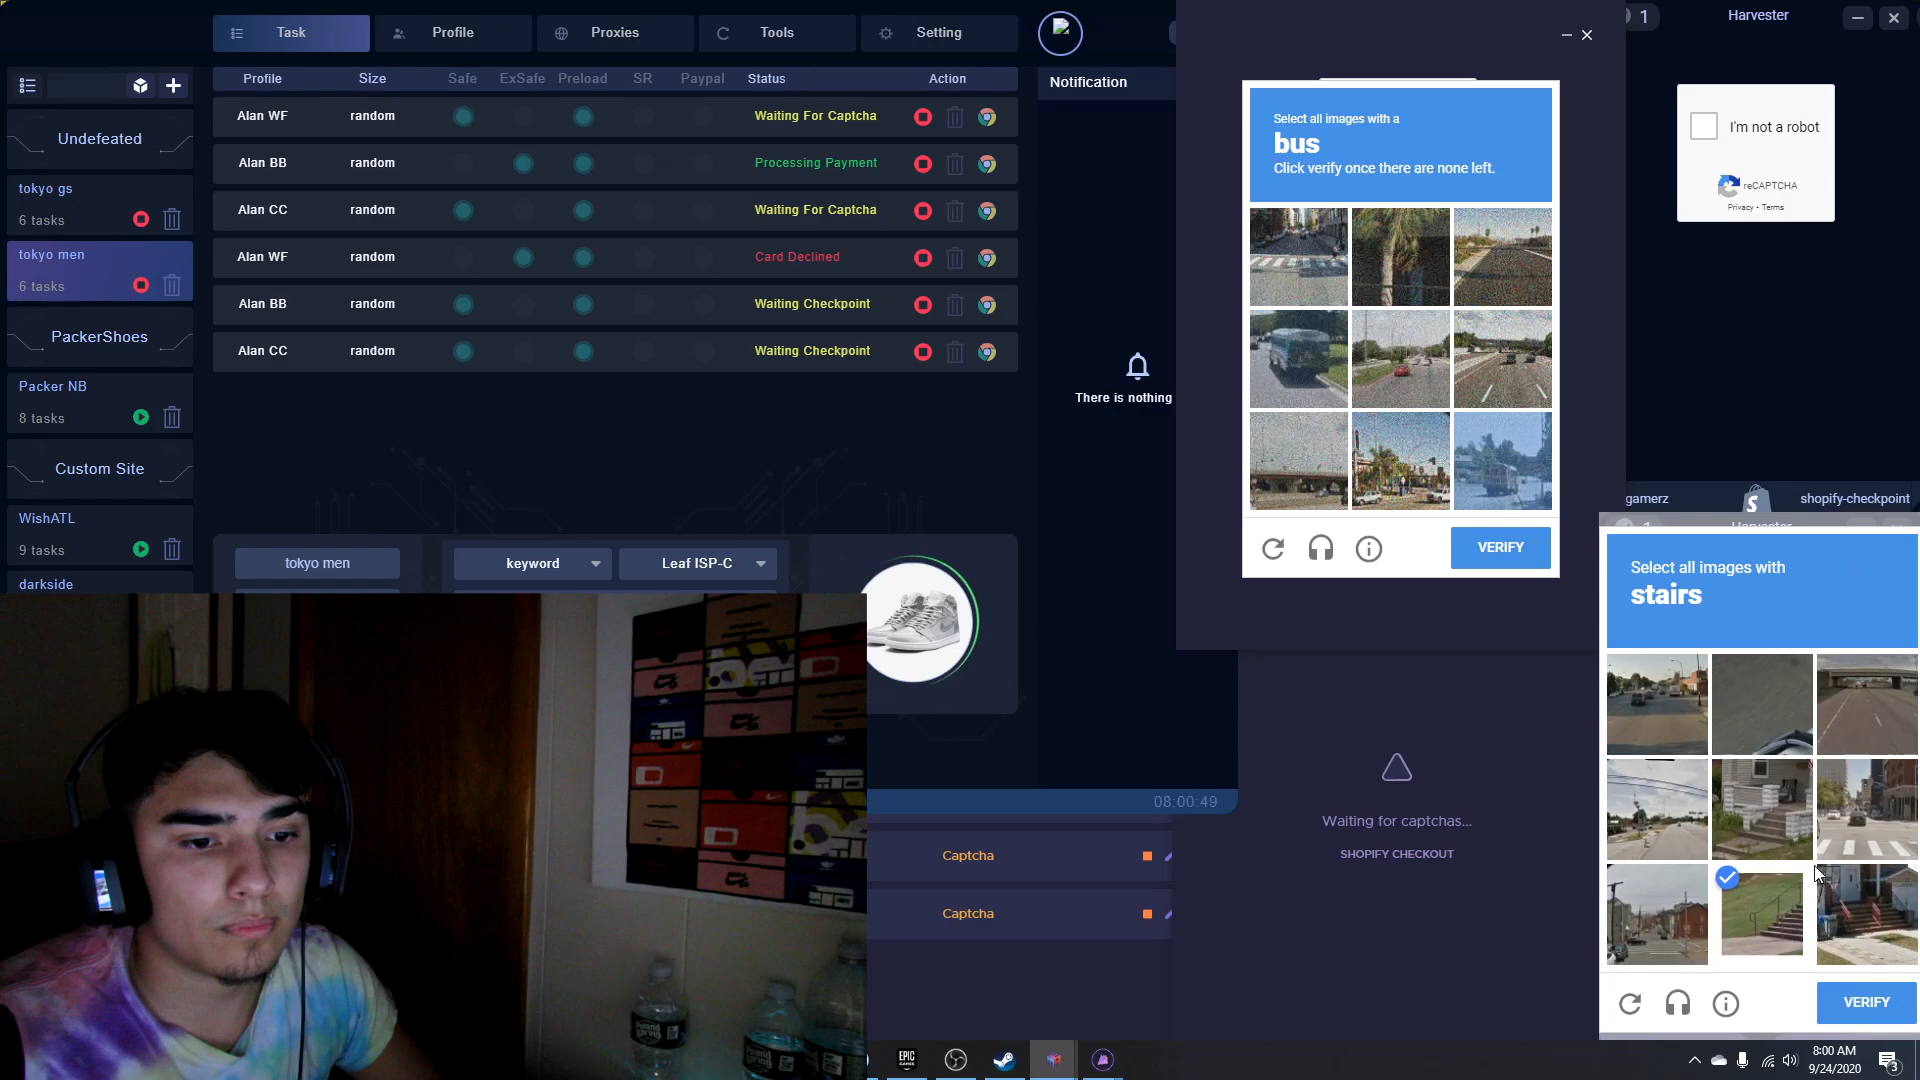 Task
Profile
Proxies
Tools
Setting
Profile
Size
Safe
ExSafe
Preload
SR
Paypal
Status
Action
Notification
Undefeated
tokyo gs
6 tasks
tokyo men
6 tasks
PackerShoes
Packer NB
8 tasks
Custom Site
WishATL
9 tasks
darkside
Alan WF random Waiting For Captcha
Alan BB random Processing Payment
Alan CC random Waiting For Captcha
Alan WF random Card Declined
Alan BB random Waiting Checkpoint
Alan CC random Waiting Checkpoint
There is nothing
tokyo men
keyword
Leaf ISP-C
08:00:49
Captcha
Captcha
Select all images with a
bus
Click verify once there are none left.
VERIFY
Waiting for captchas...
SHOPIFY CHECKOUT
1
Harvester
I'm not a robot
reCAPTCHA
Privacy - Terms
gamerz
shopify-checkpoint
1
Harvester
Select all images with
stairs
VERIFY
EPIC
GAMES
8:00 AM
9/24/2020
3